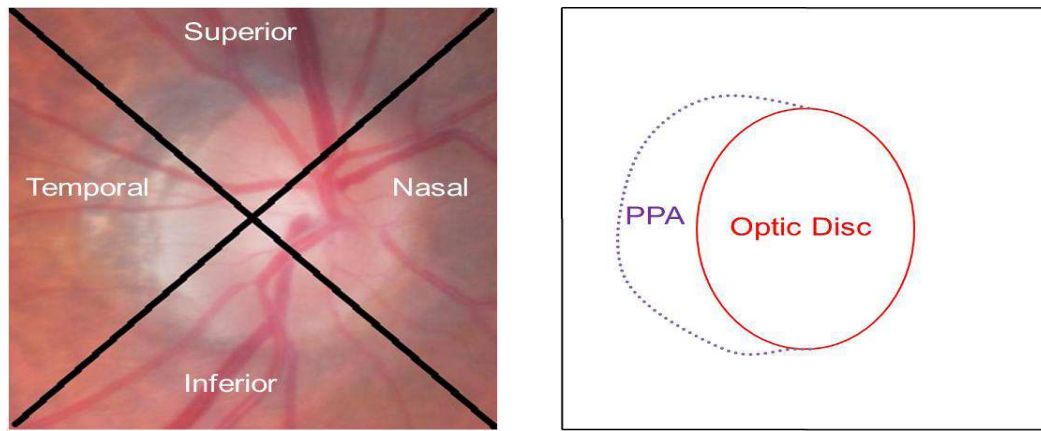 Superior
Temporal
Nasal
Inferior
PPA
Optic Disc